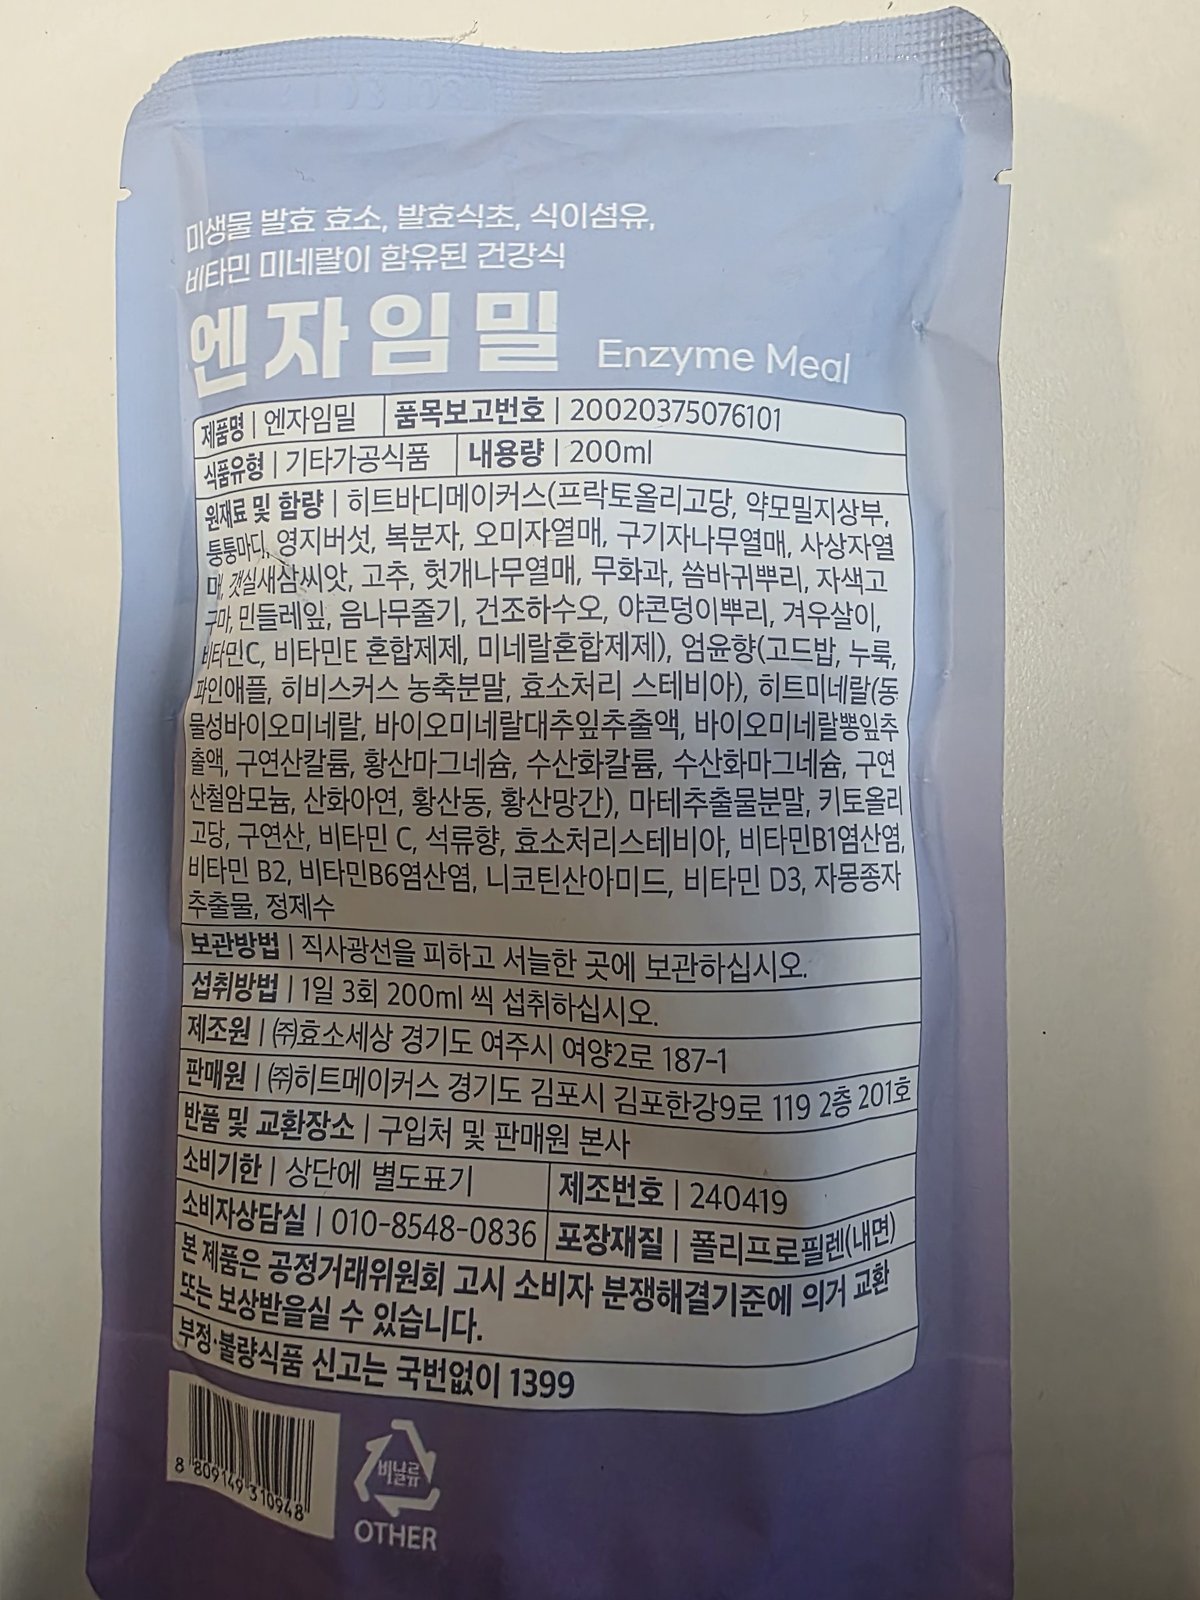 미생물 발효 효소, 발효식초, 식이섬유,
비타민 미네랄이 함유된 건강식
엔자임밀 Enzyme Meal
제품명 | 엔자임밀 품목보고번호 | 20020375076101
식품유형 | 기타가공식품 내용량 | 200ml
원재료 및 함량 | 히트바디메이커스(프락토올리고당, 약모밀지상부,
퉁퉁마디, 영지버섯, 복분자, 오미자열매, 구기자나무열매, 사상자열
매, 갯실새삼씨앗, 고추, 헛개나무열매, 무화과, 씀바귀뿌리, 자색고
구마, 민들레잎, 음나무줄기, 건조하수오, 야콘덩이뿌리, 겨우살이,
비타민C, 비타민E 혼합제제, 미네랄혼합제제), 엄윤향(고드밥, 누룩,
파인애플, 히비스커스 농축분말, 효소처리 스테비아), 히트미네랄(동
물성바이오미네랄, 바이오미네랄대추잎추출액, 바이오미네랄뽕잎추
출액, 구연산칼륨, 황산마그네슘, 수산화칼륨, 수산화마그네슘, 구연
산철암모늄, 산화아연, 황산동, 황산망간), 마테추출물분말, 키토올리
고당, 구연산, 비타민 C, 석류향, 효소처리스테비아, 비타민B1염산염,
비타민 B2, 비타민B6염산염, 니코틴산아미드, 비타민 D3, 자몽종자
추출물, 정제수
보관방법 | 직사광선을 피하고 서늘한 곳에 보관하십시오.
섭취방법 | 1일 3회 200ml 씩 섭취하십시오.
제조원 | ㈜효소세상 경기도 여주시 여양2로 187-1
판매원 | ㈜히트메이커스 경기도 김포시 김포한강9로 119 2층 201호
반품 및 교환장소 | 구입처 및 판매원 본사
소비기한 | 상단에 별도표기 제조번호 | 240419
소비자상담실 | 010-8548-0836 포장재질 | 폴리프로필렌(내면)
본 제품은 공정거래위원회 고시 소비자 분쟁해결기준에 의거 교환
또는 보상받을실 수 있습니다.
부정·불량식품 신고는 국번없이 1399
8 809149 310948
비닐류
OTHER